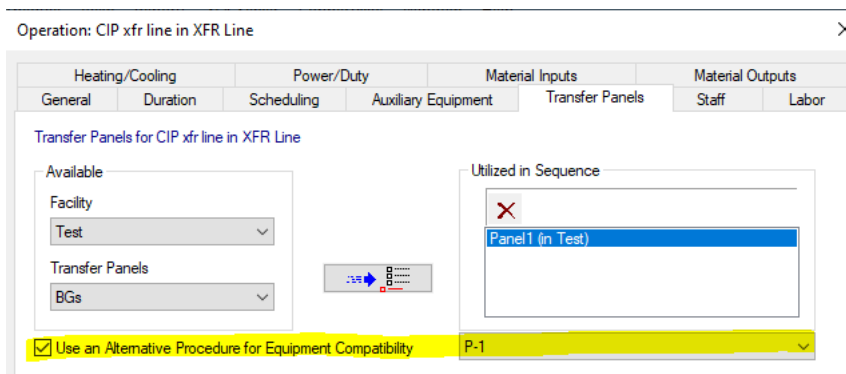 Operation: CIP xfr line in XFR Line
Heating/Cooling Power/Duty Material Inputs Material Outputs
General Duration Scheduling Auxiliary Equipment Transfer Panels Staff Labor
Transfer Panels for CIP xfr line in XFR Line
Available
Facility
Test
Transfer Panels
BGs
Utilized in Sequence
Panel1 (in Test)
Use an Alternative Procedure for Equipment Compatibility P-1